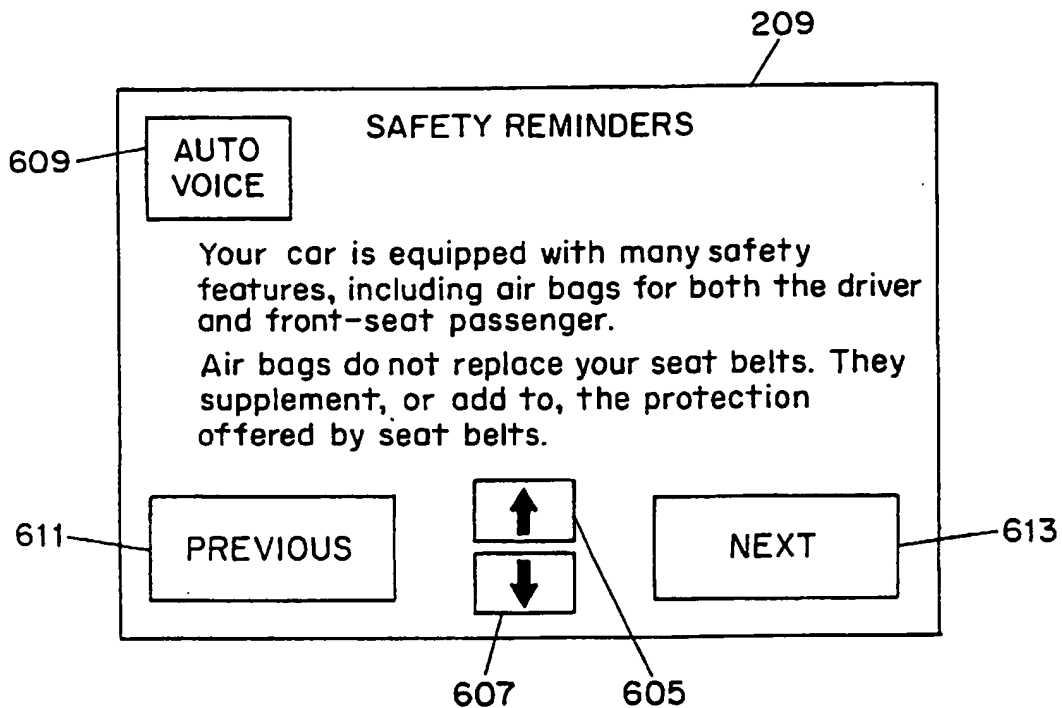 209
SAFETY REMINDERS
609
AUTO
VOICE
Your car is equipped with many safety
features, including air bags for both the driver
and front-seat passenger.
Air bags do not replace your seat belts. They
supplement, or add to, the protection
offered by seat belts.
611
PREVIOUS
NEXT
613
607
605